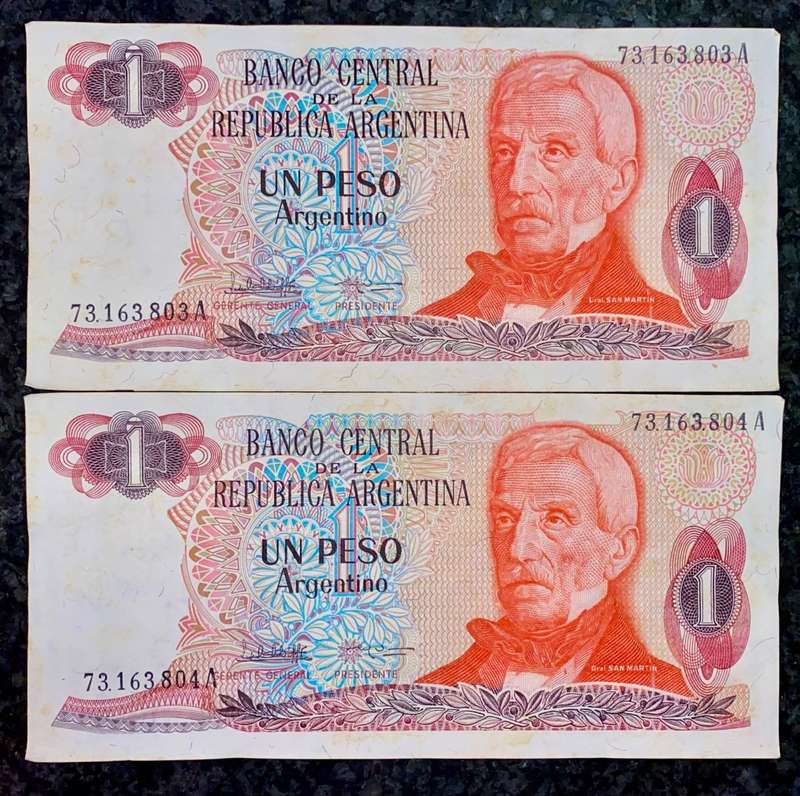 1
73.163.803 A
BANCO CENTRAL
DE LA
REPUBLICA ARGENTINA
UN PESO
Argentino
1
1
73.163.803 A
GERENTE GENERAL PRESIDENTE
Gral. SAN MARTIN
1
73.163.804 A
BANCO CENTRAL
DE LA
REPUBLICA ARGENTINA
UN PESO
Argentino
1
1
73.163.804 A
GERENTE GENERAL PRESIDENTE
Gral. SAN MARTIN